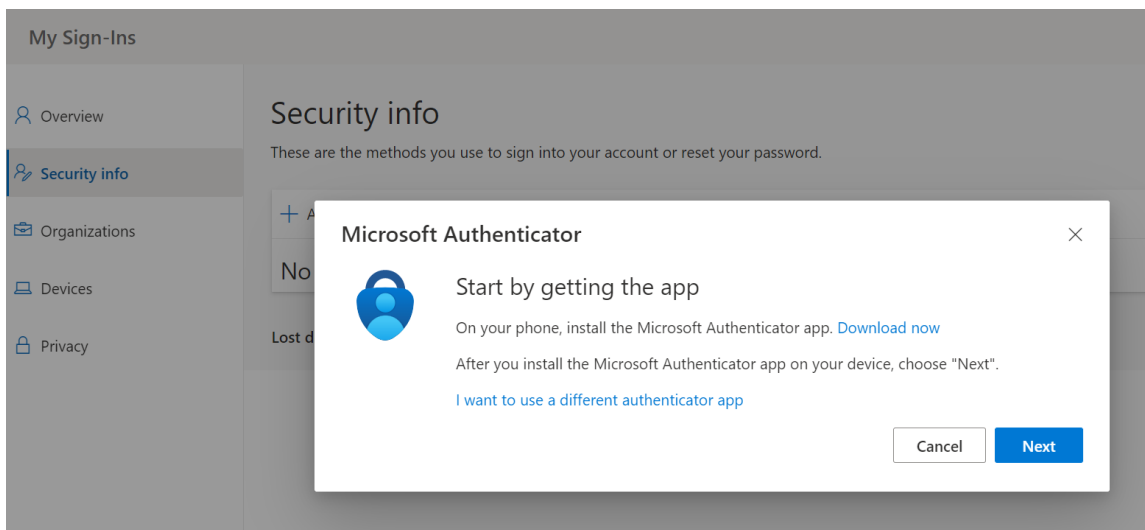 My Sign-Ins
Overview
Security info
Organizations
Devices
Privacy
Security info
These are the methods you use to sign into your account or reset your password.
No
Lost d
Microsoft Authenticator
Start by getting the app
On your phone, install the Microsoft Authenticator app. Download now
After you install the Microsoft Authenticator app on your device, choose "Next".
I want to use a different authenticator app
Cancel
Next